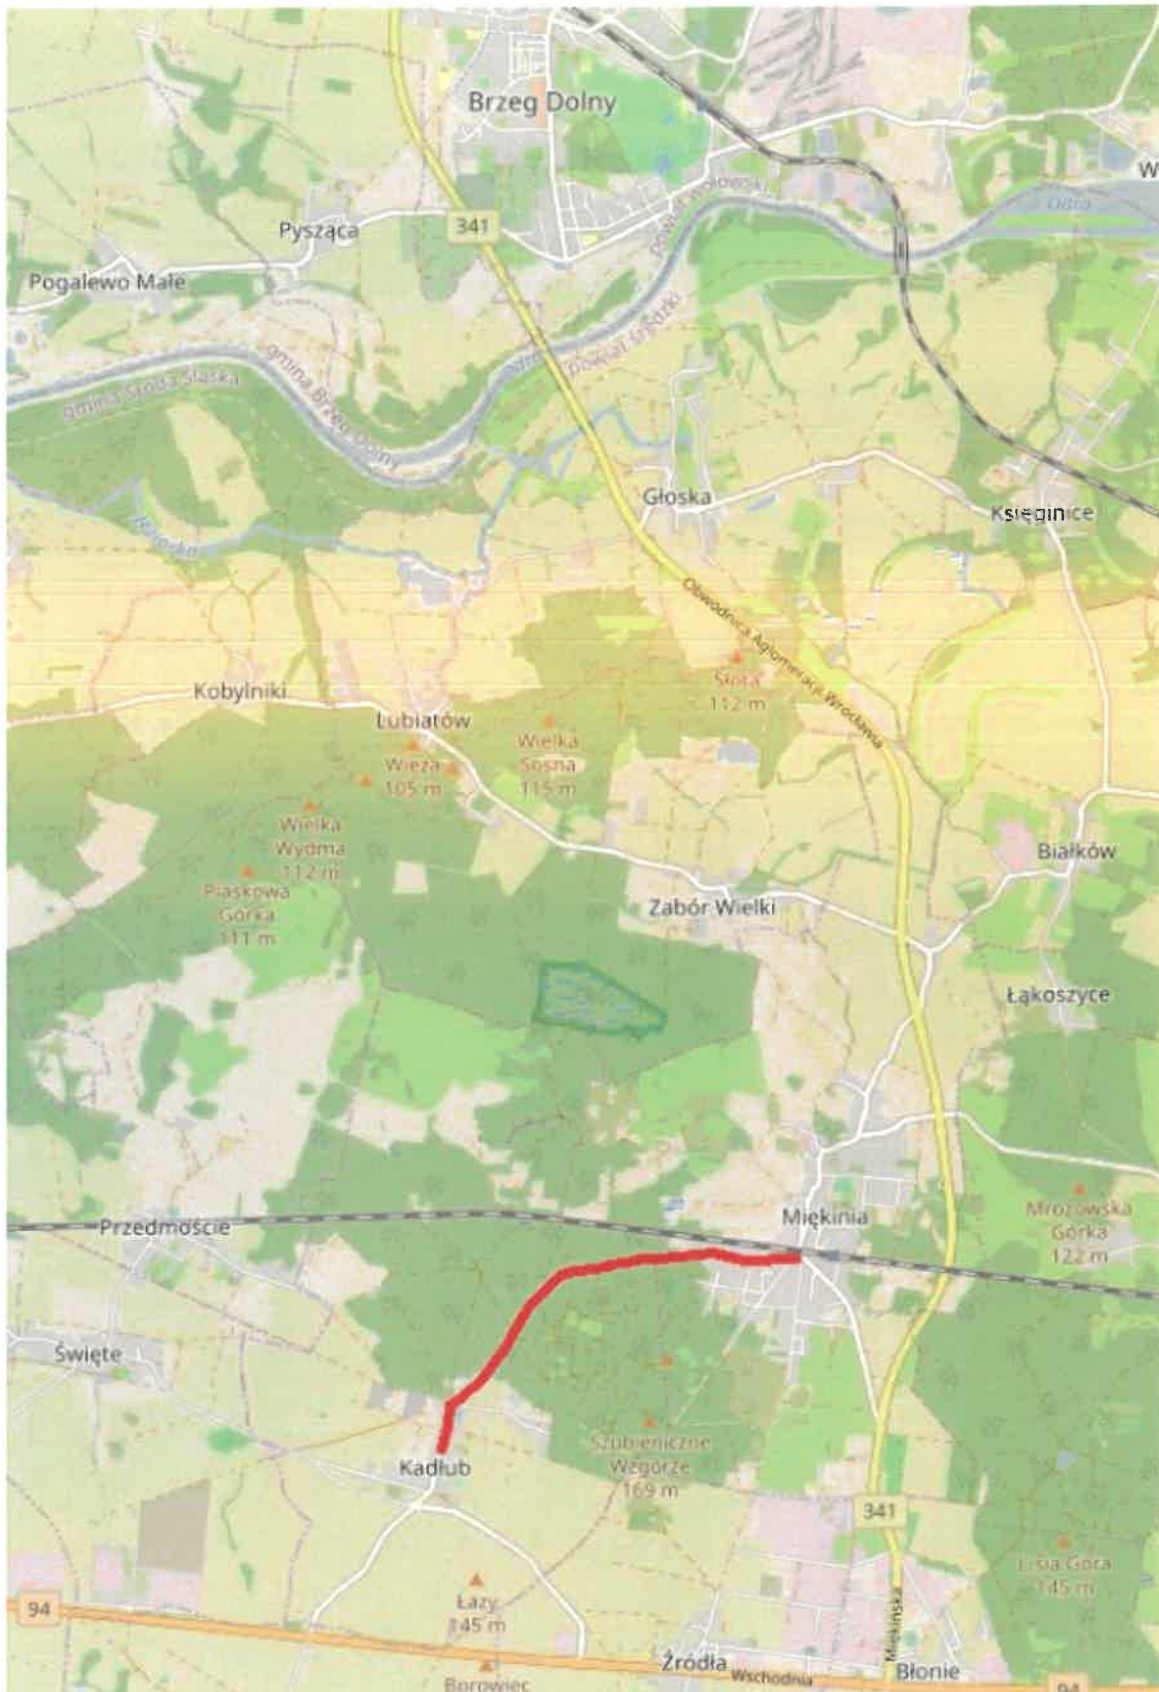 Brzeg Dolny
W
Odra
powiat wołowski
341
Pysząca
Pogalewo Małe
powiat średzki
gmina Środa Śląska
gmina Brzeg Dolny
Głoska
Księginice
Obwodnica Aglomeracji Wrocławia
Słota
112 m
Kobylniki
Lubiatów
Wieża
105 m
Wielka
Sosna
115 m
Wielka
Wydma
112 m
Piaskowa
Górka
111 m
Białków
Zabór Wielki
Łąkoszyce
Miękinia
Mrozowska
Górka
122 m
Przedmoście
Święte
Szubieniczne
Wzgórze
169 m
Kadłub
341
Lisia Góra
145 m
94
Łazy
145 m
Miękińska
Źródła
Wschodnia
Błonie
94
Borowiec